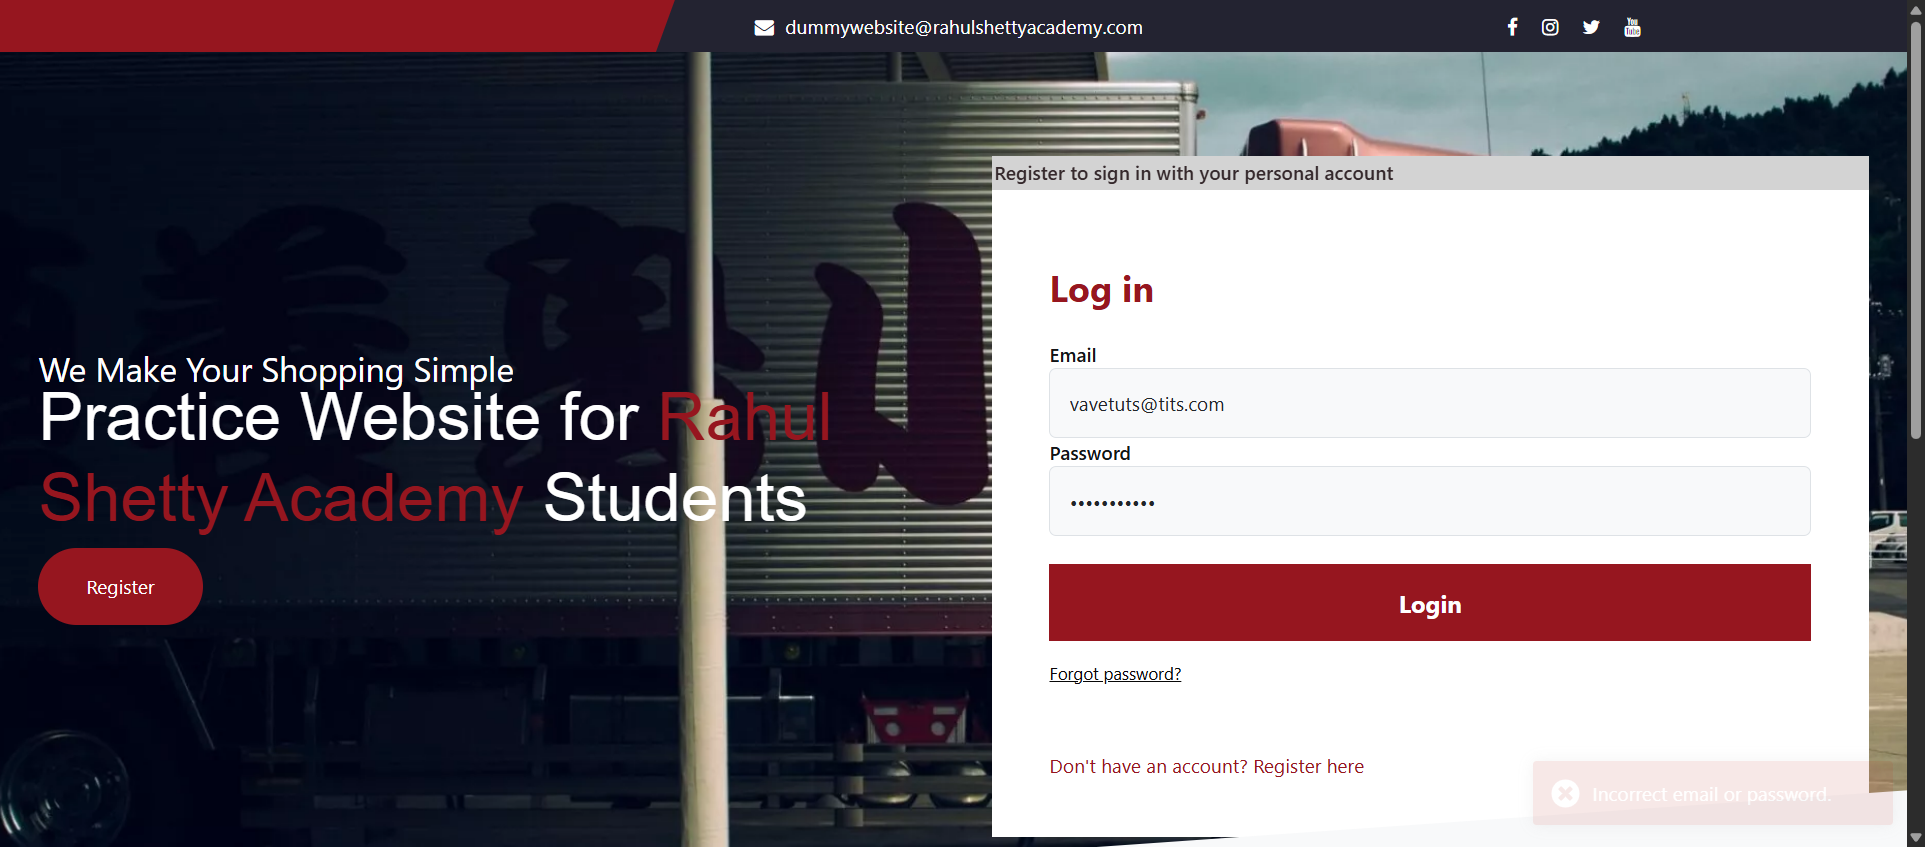 dummywebsite@rahulshettyacademy.com
We Make Your Shopping Simple
Practice Website for Rahul
Shetty Academy Students
Register
Register to sign in with your personal account
Log in
Email
vavetuts@tits.com
Password
•••••••••••
Login
Forgot password?
Don't have an account? Register here
Incorrect email or password.